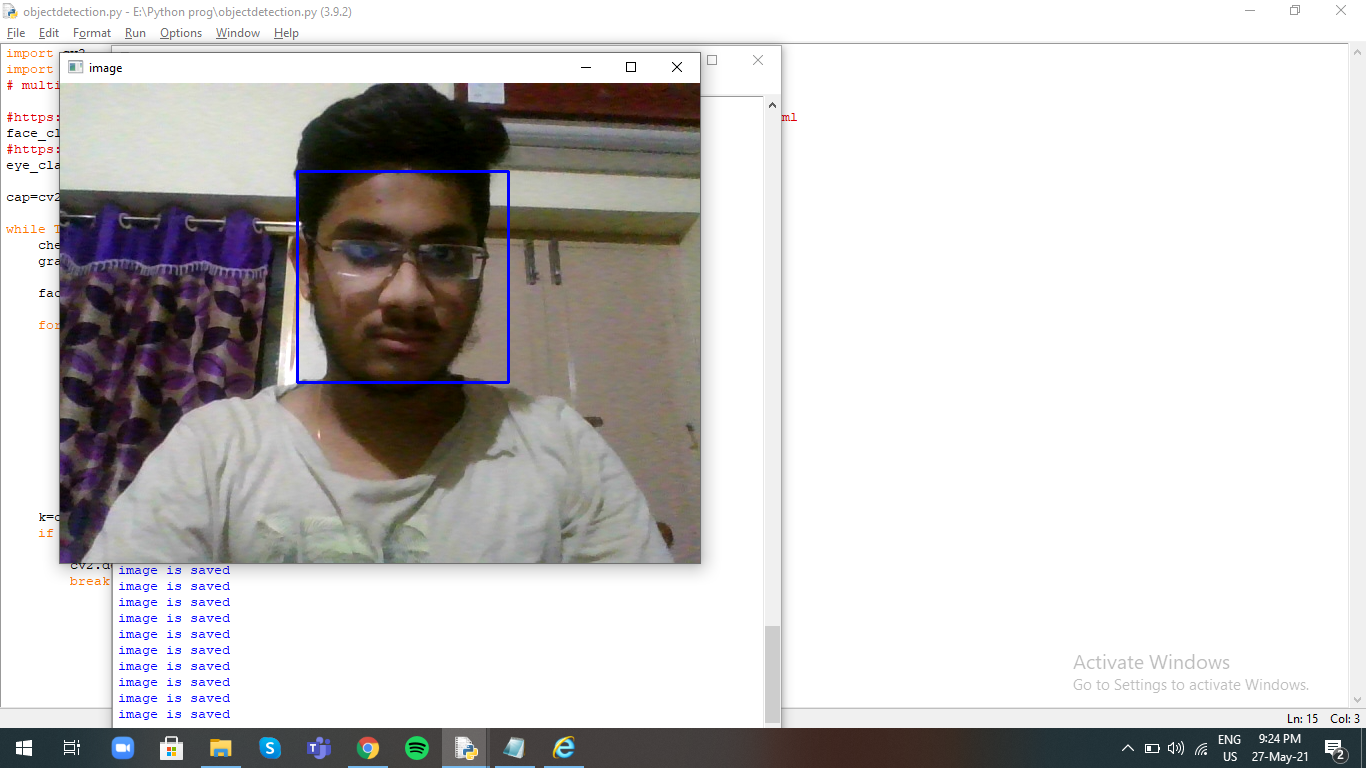 objectdetection.py - E:\Python prog\objectdetection.py (3.9.2)
File Edit Format Run Options Window Help
import
image
import
# multi
#https: ml
face_cl
#https:
eye_cla
cap=cv2
while T
che
gra
fac
for
k=c
if
cv2.de
break
image is saved
image is saved
image is saved
image is saved
image is saved
image is saved
image is saved
image is saved
image is saved
image is saved
Activate Windows
Go to Settings to activate Windows.
Ln: 15 Col: 3
ENG
US
9:24 PM
27-May-21
2